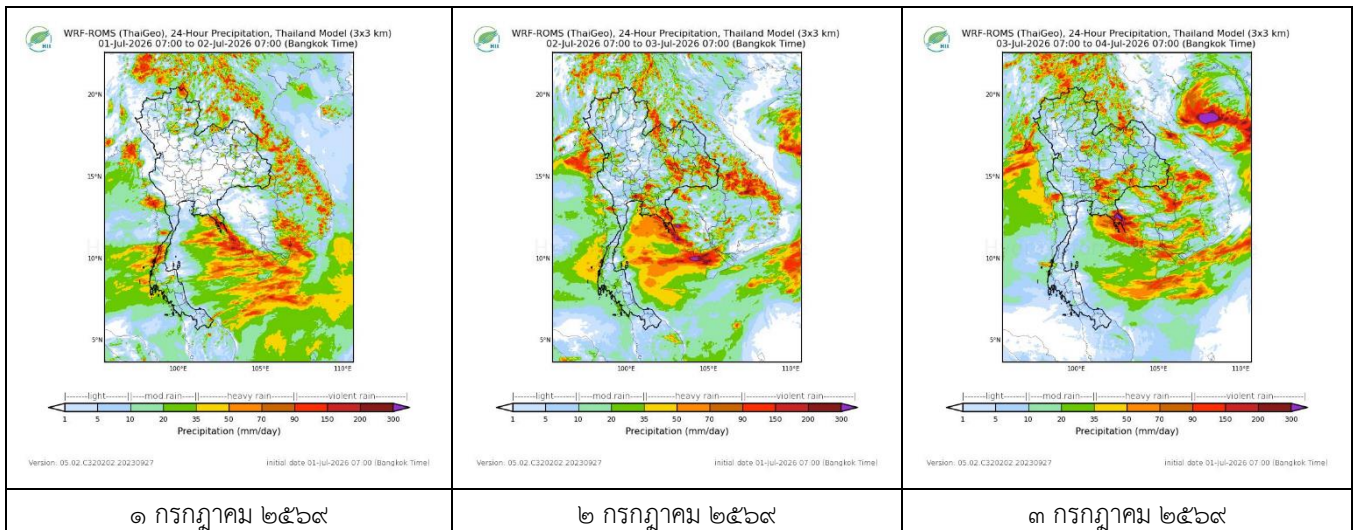 WRF-ROMS (ThaiGeo), 24-Hour Precipitation, Thailand Model (3x3 km)
01-Jul-2026 07:00 to 02-Jul-2026 07:00 (Bangkok Time)
HII
20°N
15°N
10°N
5°N
100°E 105°E 110°E
|------light------||---mod rain---||------heavy rain------||------violent rain------|
1 5 10 20 35 50 70 90 150 200 300
Precipitation (mm/day)
Version: 05.02.C320202.20230927 initial date 01-Jul-2026 07:00 (Bangkok Time)
๑ กรกฎาคม ๒๕๖๙
WRF-ROMS (ThaiGeo), 24-Hour Precipitation, Thailand Model (3x3 km)
02-Jul-2026 07:00 to 03-Jul-2026 07:00 (Bangkok Time)
HII
20°N
15°N
10°N
5°N
100°E 105°E 110°E
|------light------||---mod rain---||------heavy rain------||------violent rain------|
1 5 10 20 35 50 70 90 150 200 300
Precipitation (mm/day)
Version: 05.02.C320202.20230927 initial date 01-Jul-2026 07:00 (Bangkok Time)
๒ กรกฎาคม ๒๕๖๙
WRF-ROMS (ThaiGeo), 24-Hour Precipitation, Thailand Model (3x3 km)
03-Jul-2026 07:00 to 04-Jul-2026 07:00 (Bangkok Time)
HII
20°N
15°N
10°N
5°N
100°E 105°E 110°E
|------light------||---mod rain---||------heavy rain------||------violent rain------|
1 5 10 20 35 50 70 90 150 200 300
Precipitation (mm/day)
Version: 05.02.C320202.20230927 initial date 01-Jul-2026 07:00 (Bangkok Time)
๓ กรกฎาคม ๒๕๖๙